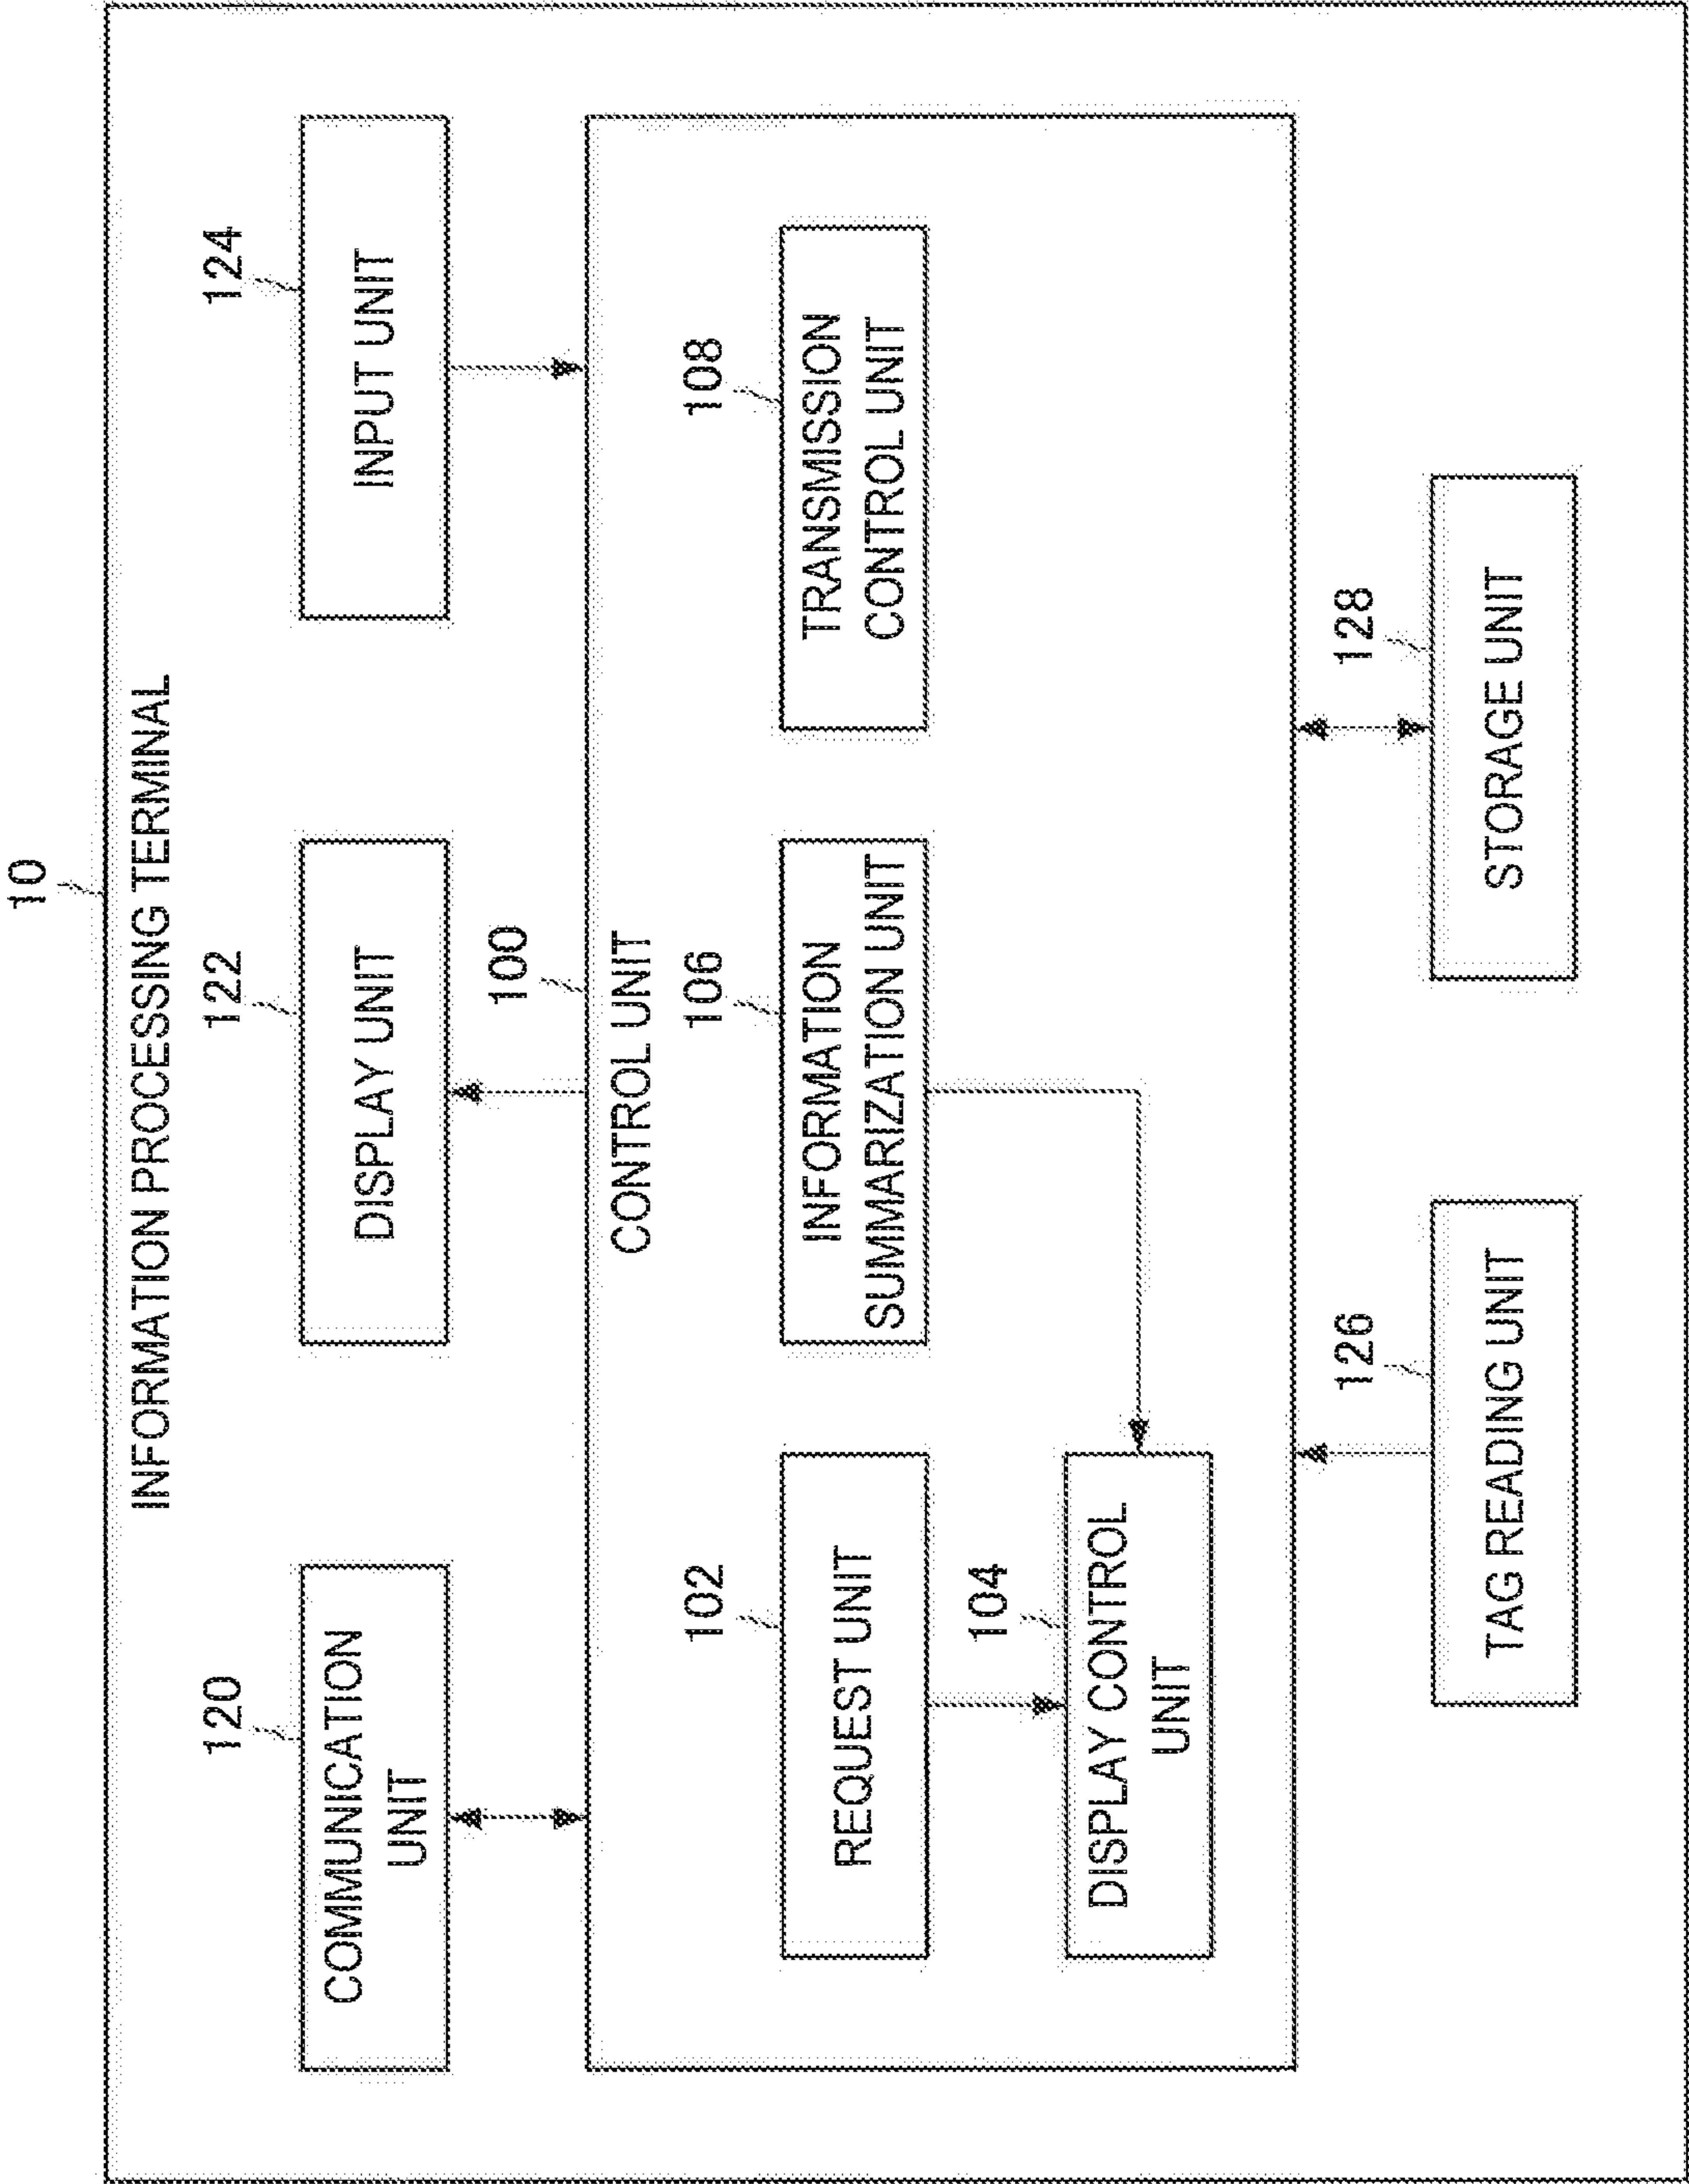 10
INFORMATION PROCESSING TERMINAL
120
122
124
COMMUNICATION
UNIT
DISPLAY UNIT
INPUT UNIT
100
CONTROL UNIT
102
106
108
REQUEST UNIT
INFORMATION
SUMMARIZATION UNIT
TRANSMISSION
CONTROL UNIT
104
DISPLAY CONTROL
UNIT
126
128
TAG READING UNIT
STORAGE UNIT